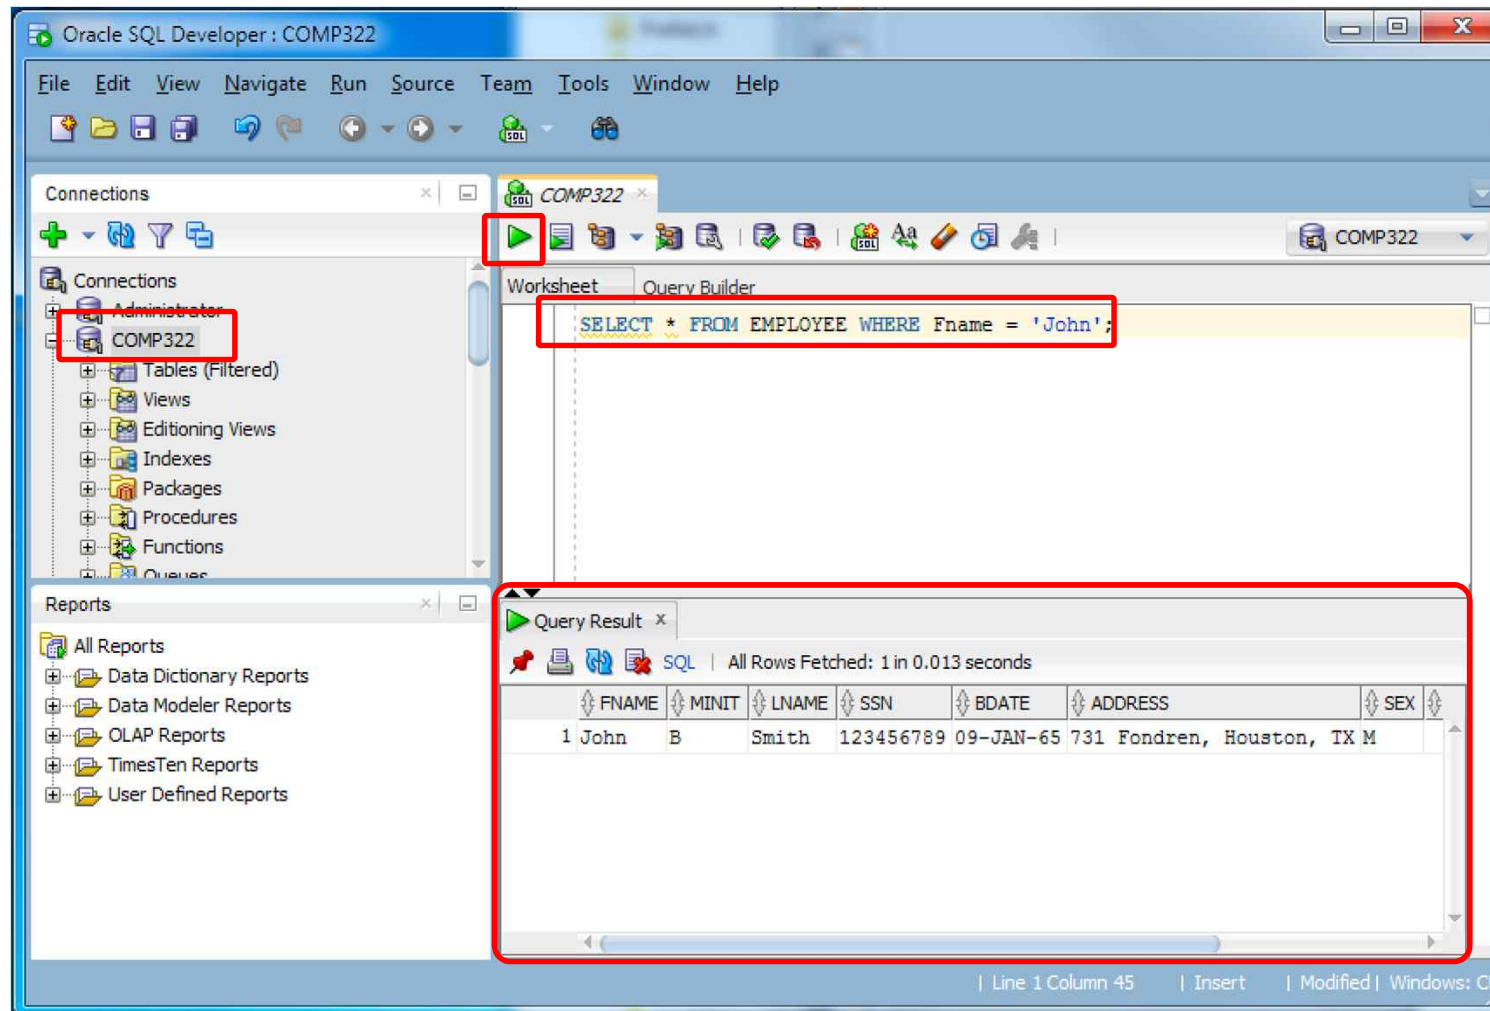 Oracle SQL Developer : COMP322
File Edit View Navigate Run Source Team Tools Window Help
Connections
COMP322
COMP322
Connections
Administrator
COMP322
Tables (Filtered)
Views
Editioning Views
Indexes
Packages
Procedures
Functions
Queues
Worksheet Query Builder
SELECT * FROM EMPLOYEE WHERE Fname = 'John';
Reports
All Reports
Data Dictionary Reports
Data Modeler Reports
OLAP Reports
TimesTen Reports
User Defined Reports
Query Result
SQL | All Rows Fetched: 1 in 0.013 seconds
FNAME MINIT LNAME SSN BDATE ADDRESS SEX
1 John B Smith 123456789 09-JAN-65 731 Fondren, Houston, TX M
| Line 1 Column 45 | Insert | Modified | Windows: C